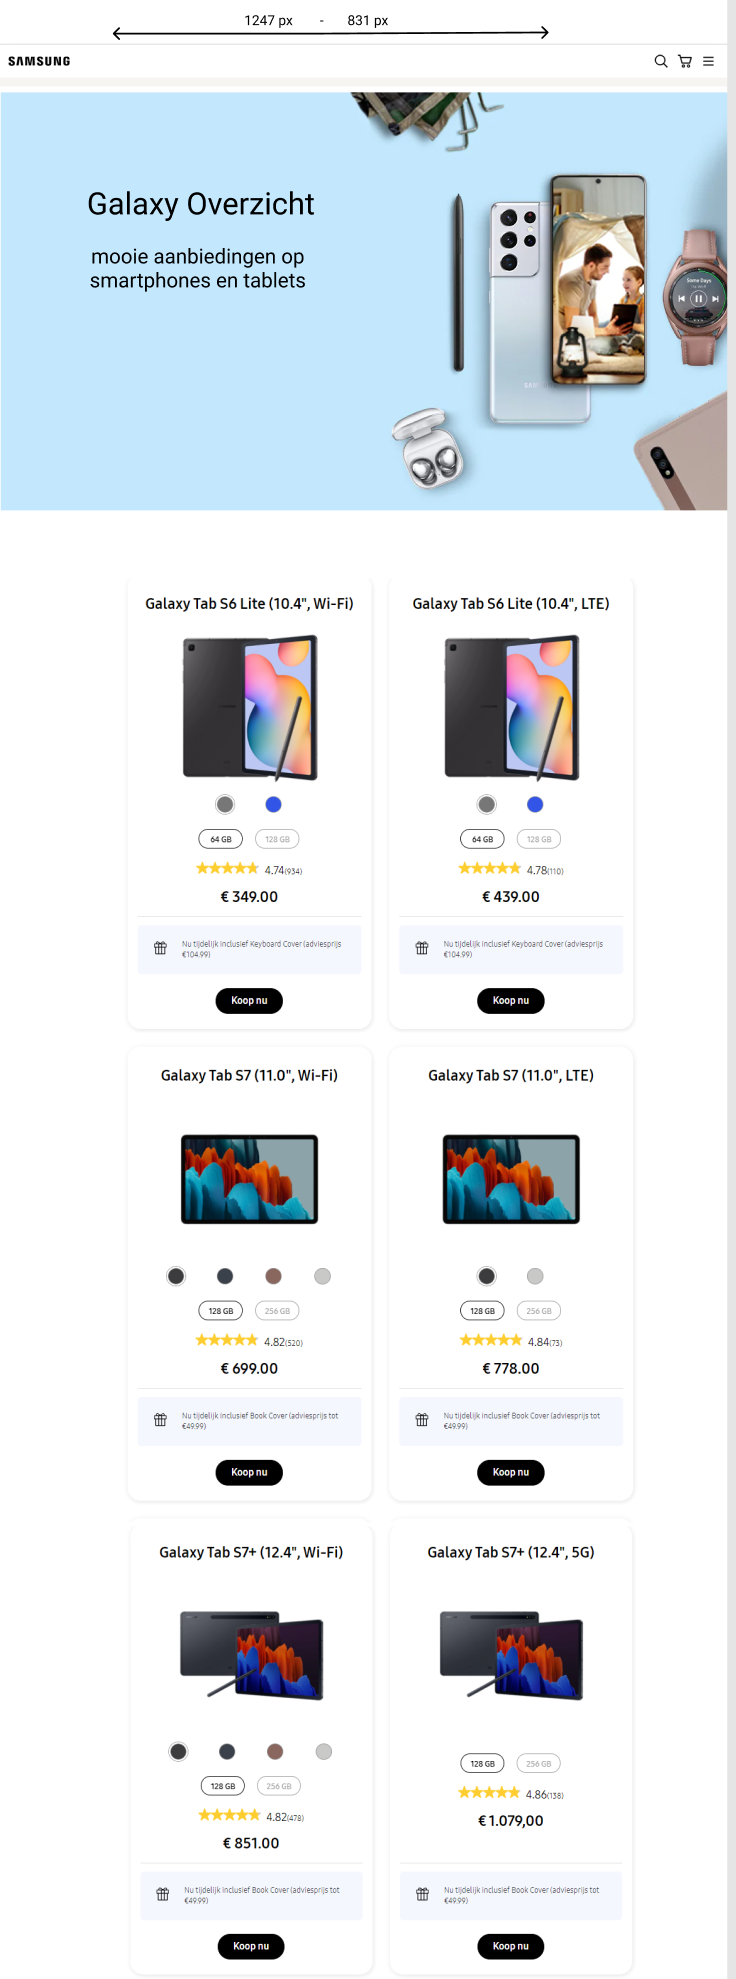 1247 px - 831 px
SAMSUNG
Galaxy Overzicht
mooie aanbiedingen op
smartphones en tablets
Some Days
Galaxy Tab S6 Lite (10.4", Wi-Fi)
64 GB 128 GB
4.74(934)
€ 349.00
Nu tijdelijk inclusief Keyboard Cover (adviesprijs
€104.99)
Koop nu
Galaxy Tab S6 Lite (10.4", LTE)
64 GB 128 GB
4.78(110)
€ 439.00
Nu tijdelijk inclusief Keyboard Cover (adviesprijs
€104.99)
Koop nu
Galaxy Tab S7 (11.0", Wi-Fi)
128 GB 256 GB
4.82(520)
€ 699.00
Nu tijdelijk inclusief Book Cover (adviesprijs tot
€49.99)
Koop nu
Galaxy Tab S7 (11.0", LTE)
128 GB 256 GB
4.84(73)
€ 778.00
Nu tijdelijk inclusief Book Cover (adviesprijs tot
€49.99)
Koop nu
Galaxy Tab S7+ (12.4", Wi-Fi)
128 GB 256 GB
4.82(478)
€ 851.00
Nu tijdelijk inclusief Book Cover (adviesprijs tot
€49.99)
Koop nu
Galaxy Tab S7+ (12.4", 5G)
128 GB 256 GB
4.86(138)
€ 1.079,00
Nu tijdelijk inclusief Book Cover (adviesprijs tot
€49.99)
Koop nu